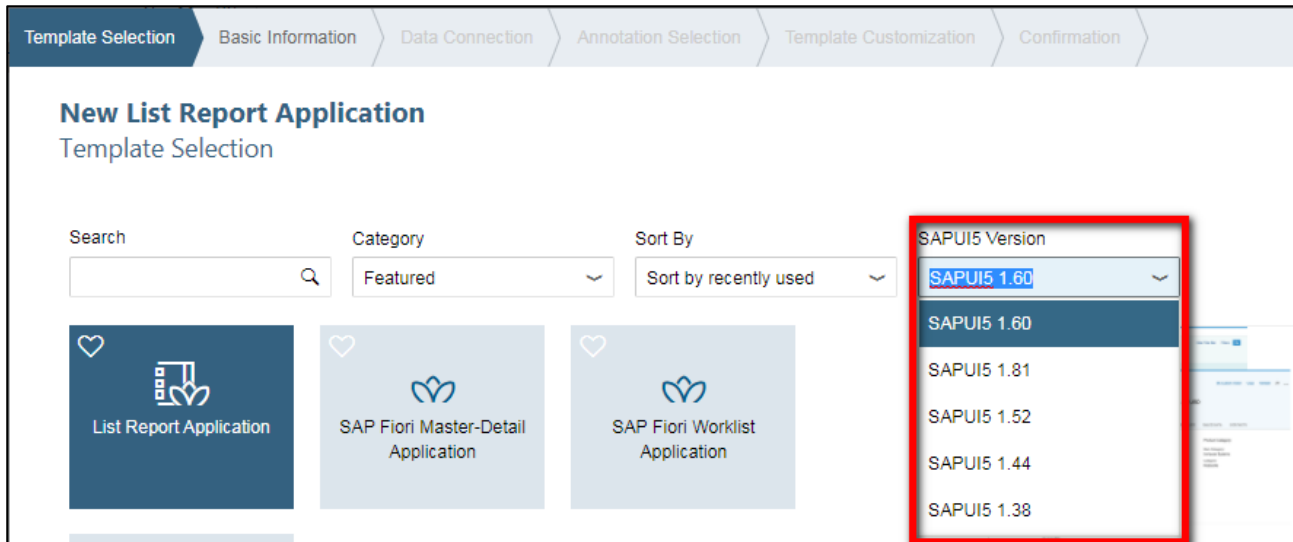 Template Selection
Basic Information
Data Connection
Annotation Selection
Template Customization
Confirmation
New List Report Application
Template Selection
Search
Category
Sort By
SAPUI5 Version
Featured
Sort by recently used
SAPUI5 1.60
SAPUI5 1.60
SAPUI5 1.81
SAPUI5 1.52
SAPUI5 1.44
SAPUI5 1.38
List Report Application
SAP Fiori Master-Detail
Application
SAP Fiori Worklist
Application